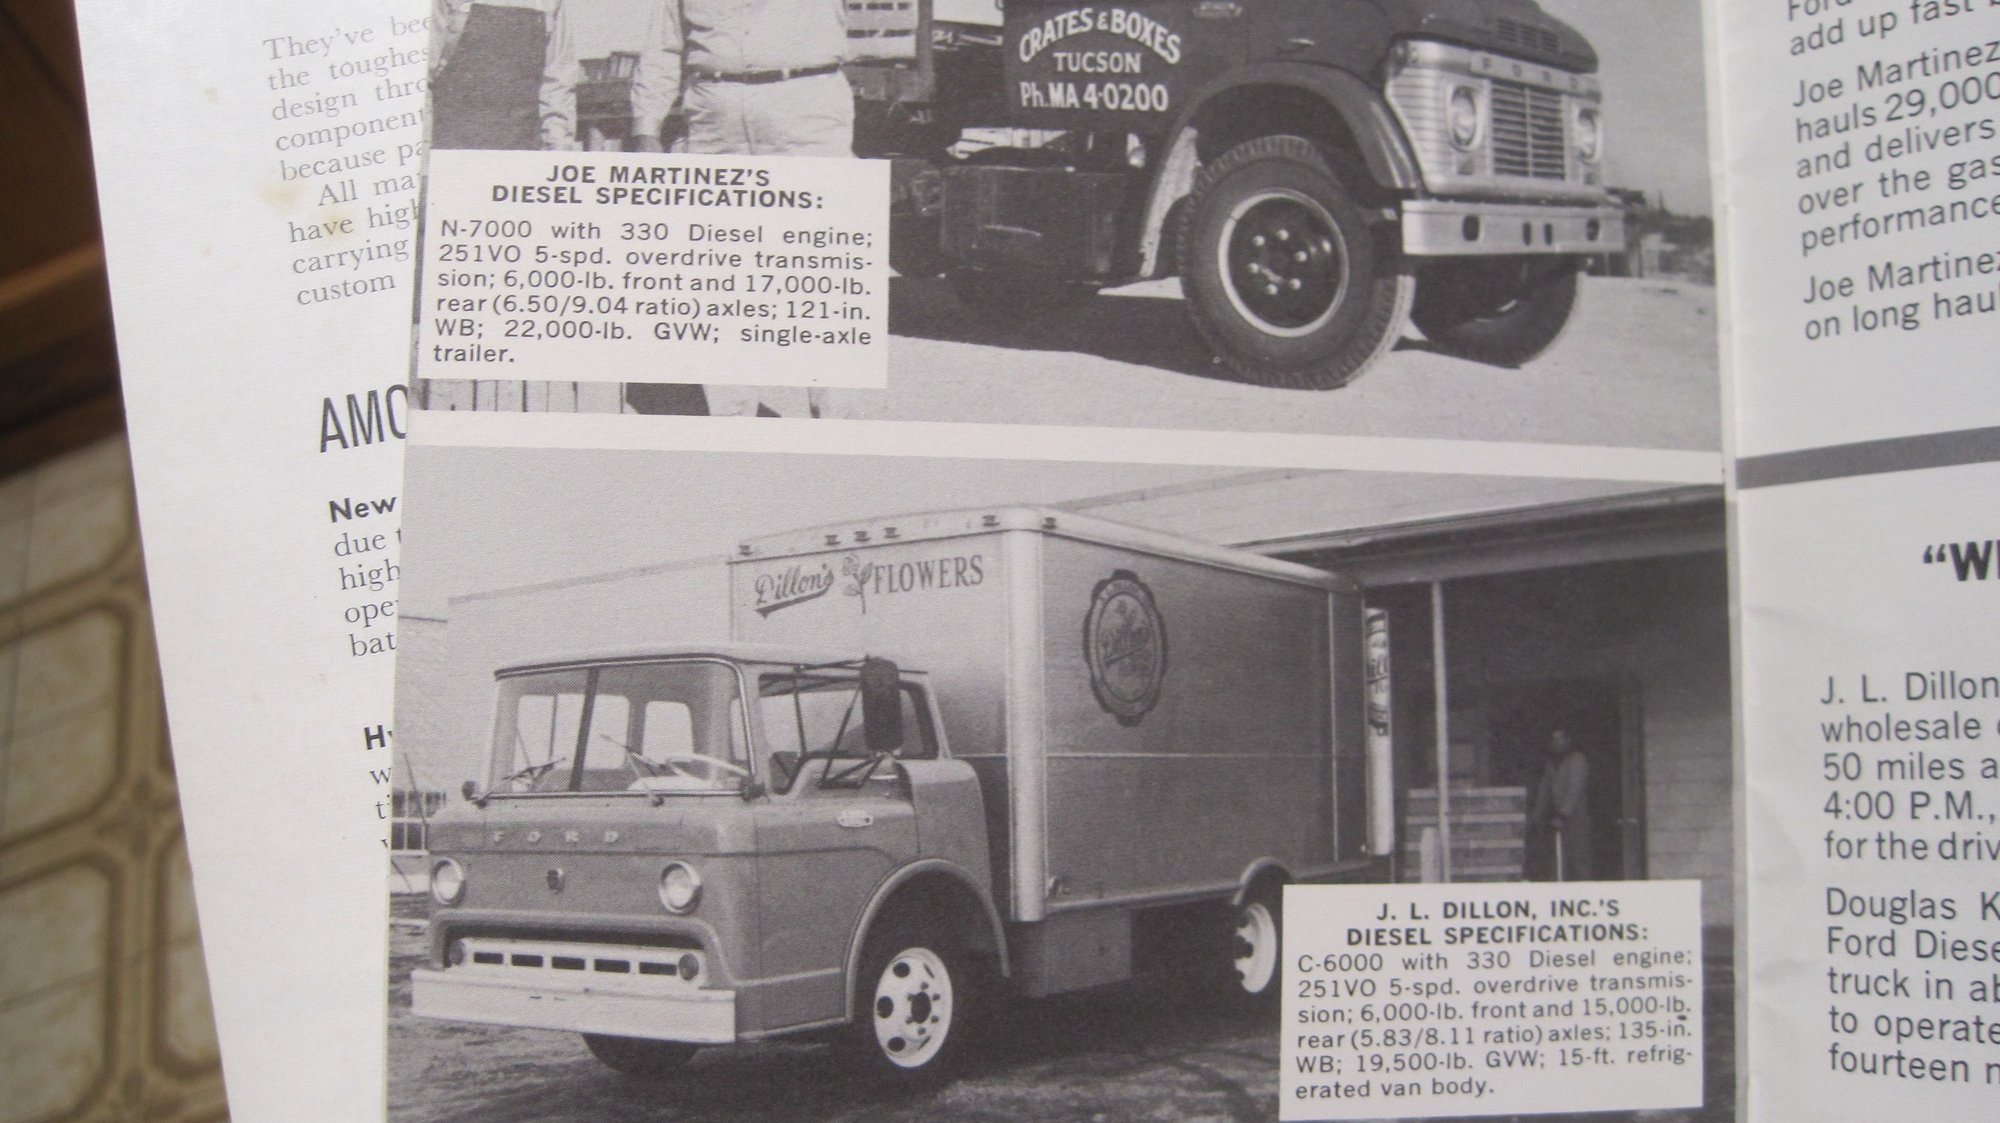 They've bee
the toughes
design thro
component
because pa
All ma
have high
carrying
custom
AMO
New
due t
high
ope
bat
H
w
CRATES & BOXES
TUCSON
Ph. MA 4-0200
FORD
JOE MARTINEZ'S
DIESEL SPECIFICATIONS:
N-7000 with 330 Diesel engine;
251VO 5-spd. overdrive transmis-
sion; 6,000-lb. front and 17,000-lb.
rear (6.50/9.04 ratio) axles; 121-in.
WB; 22,000-lb. GVW; single-axle
trailer.
Dillon's FLOWERS
Dillon's
FORD
J. L. DILLON, INC.'S
DIESEL SPECIFICATIONS:
C-6000 with 330 Diesel engine;
251VO 5-spd. overdrive transmis-
sion; 6,000-lb. front and 15,000-lb.
rear (5.83/8.11 ratio) axles; 135-in.
WB; 19,500-lb. GVW; 15-ft. refrig-
erated van body.
Ford
add up fast
Joe Martinez
hauls 29,000
and delivers
over the gas
performance
Joe Martinez
on long haul
“W
J. L. Dillon
wholesale
50 miles a
4:00 P.M.,
for the driv
Douglas K
Ford Diese
truck in ab
to operate
fourteen n